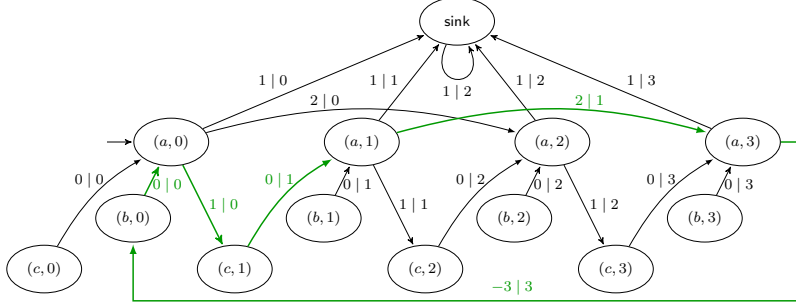 sink
1 | 0
1 | 1
1 | 2
1 | 2
1 | 3
2 | 0
2 | 1
(a, 0)
(a, 1)
(a, 2)
(a, 3)
0 | 0
0 | 0
1 | 0
0 | 1
0 | 1
1 | 1
0 | 2
0 | 2
1 | 2
0 | 3
0 | 3
(b, 0)
(b, 1)
(b, 2)
(b, 3)
(c, 0)
(c, 1)
(c, 2)
(c, 3)
−3 | 3